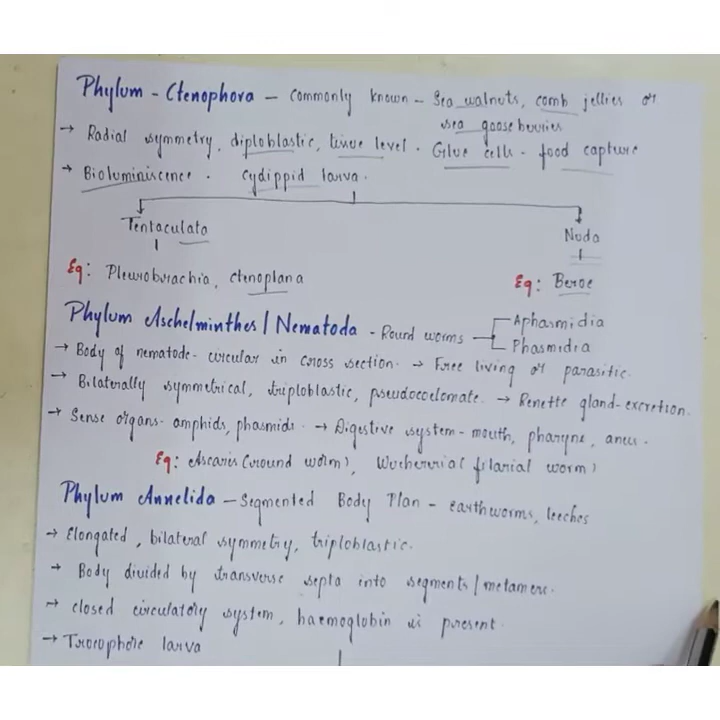 Phylum - Ctenophora - Commonly known - Sea walnuts, comb jellies or
sea gooseberries
→ Radial symmetry, diploblastic, tissue level. Glue cells - food capture
→ Bioluminiscence. Cydippid larva.
Tentaculata
Nuda
Eg: Pleurobrachia, Ctenoplana
Eg: Beroe
Phylum Aschelminthes/Nematoda - Round worms
Aphasmidia
Phasmidia
→ Body of nematode - circular in cross section. → Free living or parasitic.
→ Bilaterally symmetrical, triploblastic, pseudocoelomate. → Renette gland-excretion.
→ Sense organs - amphids, phasmids. → Digestive system - mouth, pharynx, anus.
Eg: Ascaris (round worm), Wuchereria (filarial worm)
Phylum Annelida - Segmented Body Plan - earthworms, leeches
→ Elongated, bilateral symmetry, triploblastic.
→ Body divided by transverse septa into segments/metamere.
→ closed circulatory system, haemoglobin is present.
→ Trocophore larva